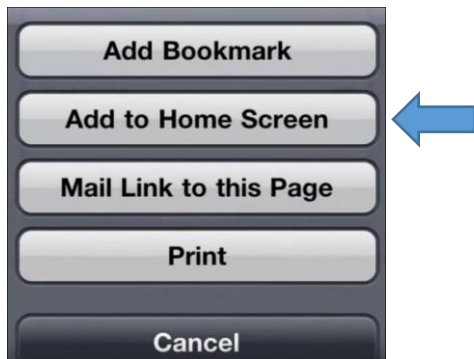 Add Bookmark
Add to Home Screen
Mail Link to this Page
Print
Cancel